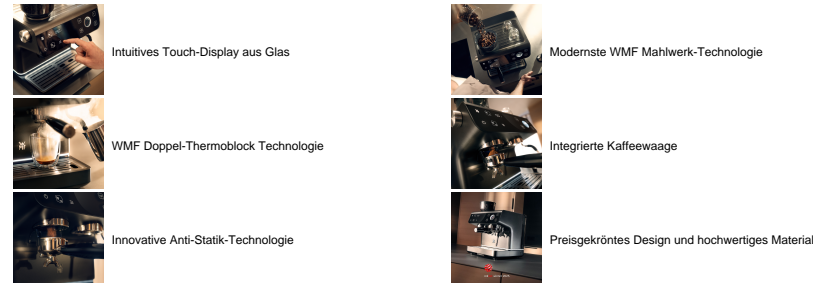 Intuitives Touch-Display aus Glas
Modernste WMF Mahlwerk-Technologie
WMF Doppel-Thermoblock Technologie
Integrierte Kaffeewaage
Innovative Anti-Statik-Technologie
Preisgekröntes Design und hochwertiges Material